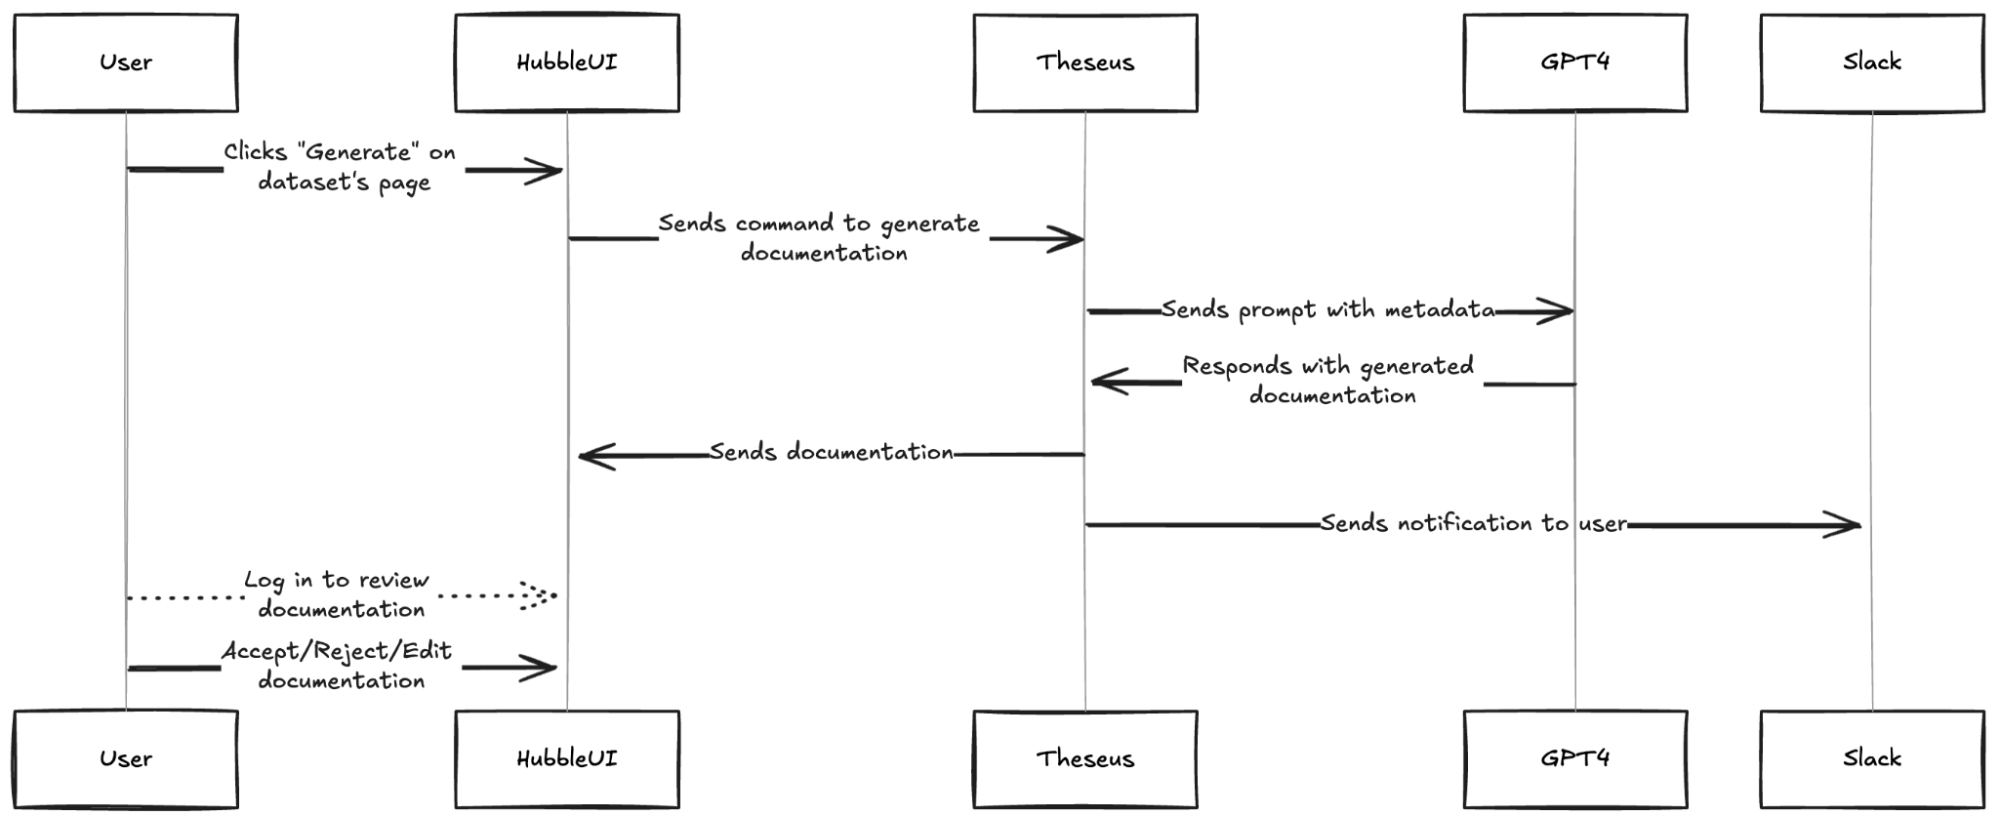 User
HubbleUI
Theseus
GPT4
Slack
Clicks "Generate" on
dataset's page
Sends command to generate
documentation
Sends prompt with metadata
Responds with generated
documentation
Sends documentation
Sends notification to user
Log in to review
documentation
Accept/Reject/Edit
documentation
User
HubbleUI
Theseus
GPT4
Slack